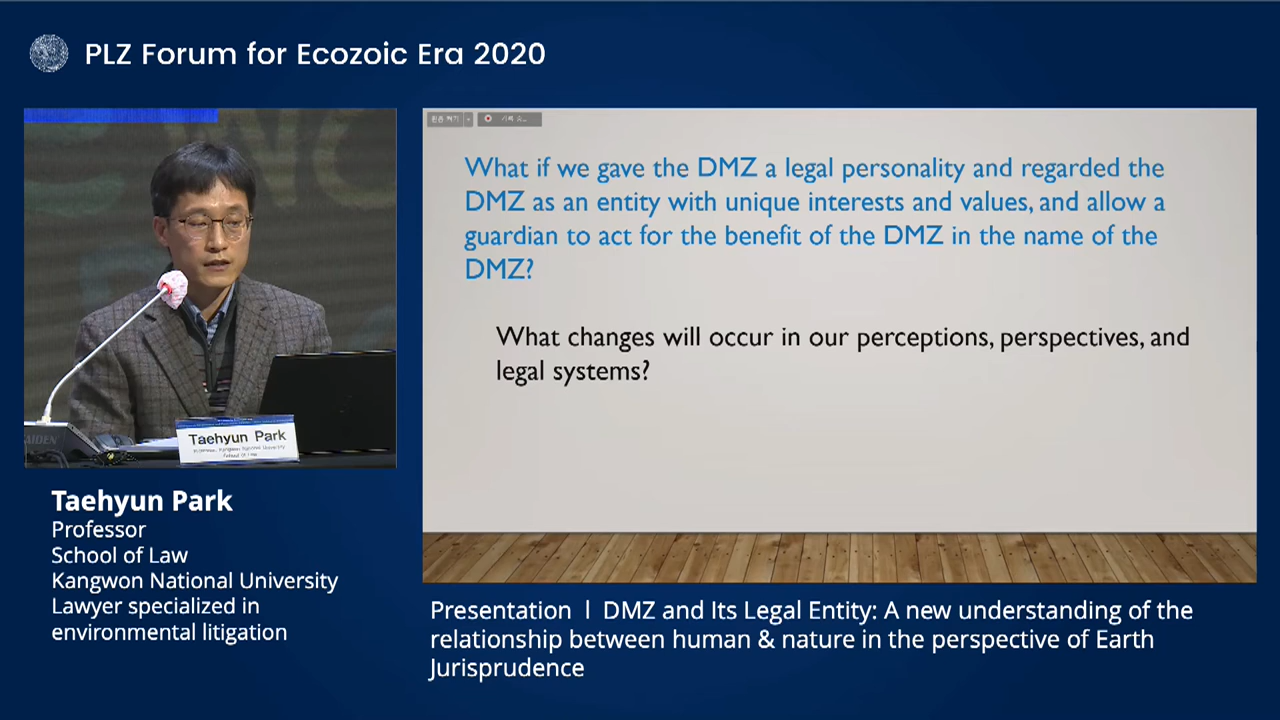 PLZ Forum for Ecozoic Era 2020
What if we gave the DMZ a legal personality and regarded the
DMZ as an entity with unique interests and values, and allow a
guardian to act for the benefit of the DMZ in the name of the
DMZ?
What changes will occur in our perceptions, perspectives, and
legal systems?
Taehyun Park
Taehyun Park
Professor
School of Law
Kangwon National University
Lawyer specialized in
environmental litigation
Presentation l DMZ and Its Legal Entity: A new understanding of the
relationship between human & nature in the perspective of Earth
Jurisprudence